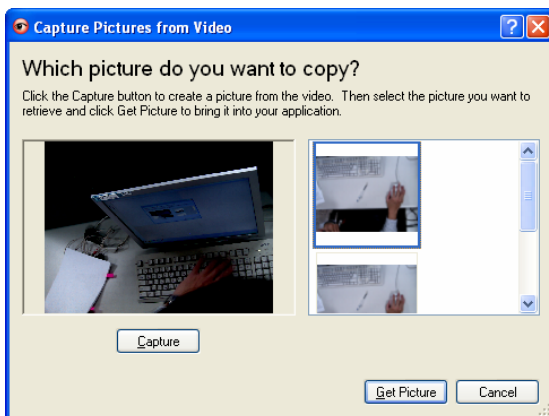 Capture Pictures from Video
Which picture do you want to copy?
Click the Capture button to create a picture from the video. Then select the picture you want to
retrieve and click Get Picture to bring it into your application.
Capture
Get Picture
Cancel